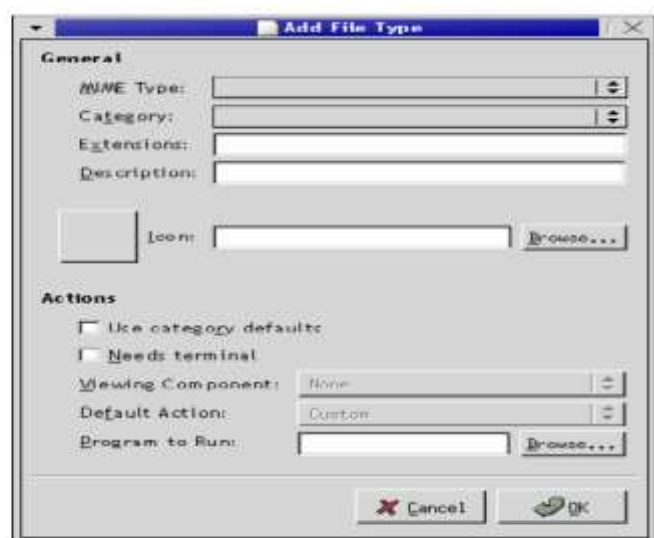 Add File Type
General
MIME Type:
Category:
Extensions:
Description:
Icon:
Browse...
Actions
Use category defaults
Needs terminal
Viewing Component: None
Default Action: Custom
Program to Run: Browse...
Cancel OK